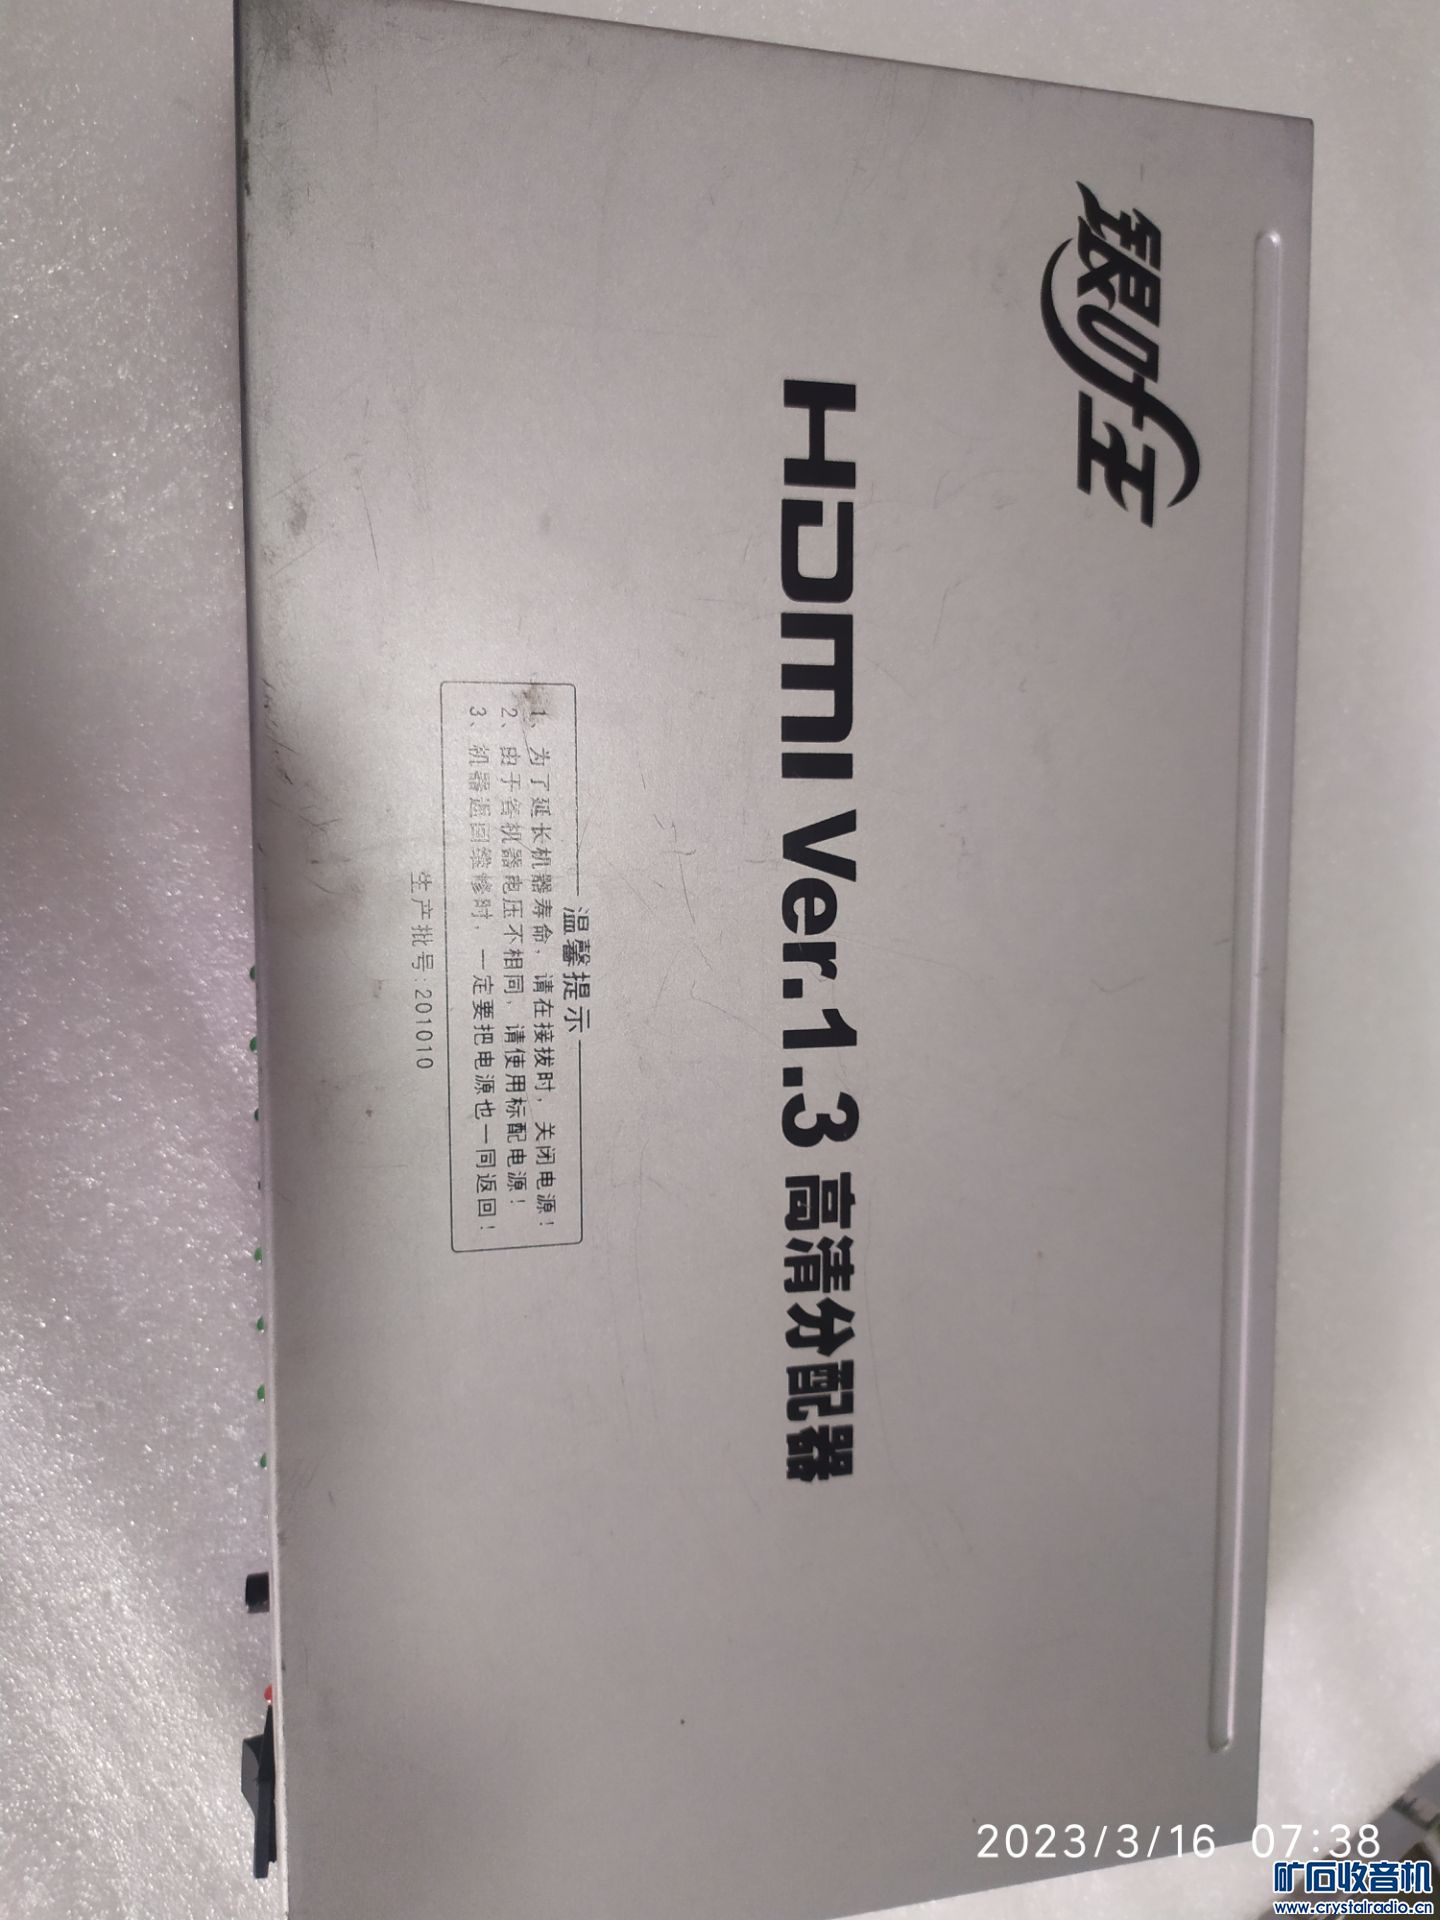 银叶王
HDMI Ver.1.3 高清分配器
温馨提示
1、为了延长机器寿命，请在接拔时，关闭电源！
2、由于各机器电压不相同，请使用标配电源！
3、机器返回维修时，一定要把电源也一同返回！
生产批号:201010
2023/3/16 07:38
矿石收音机
www.crystalradio.cn